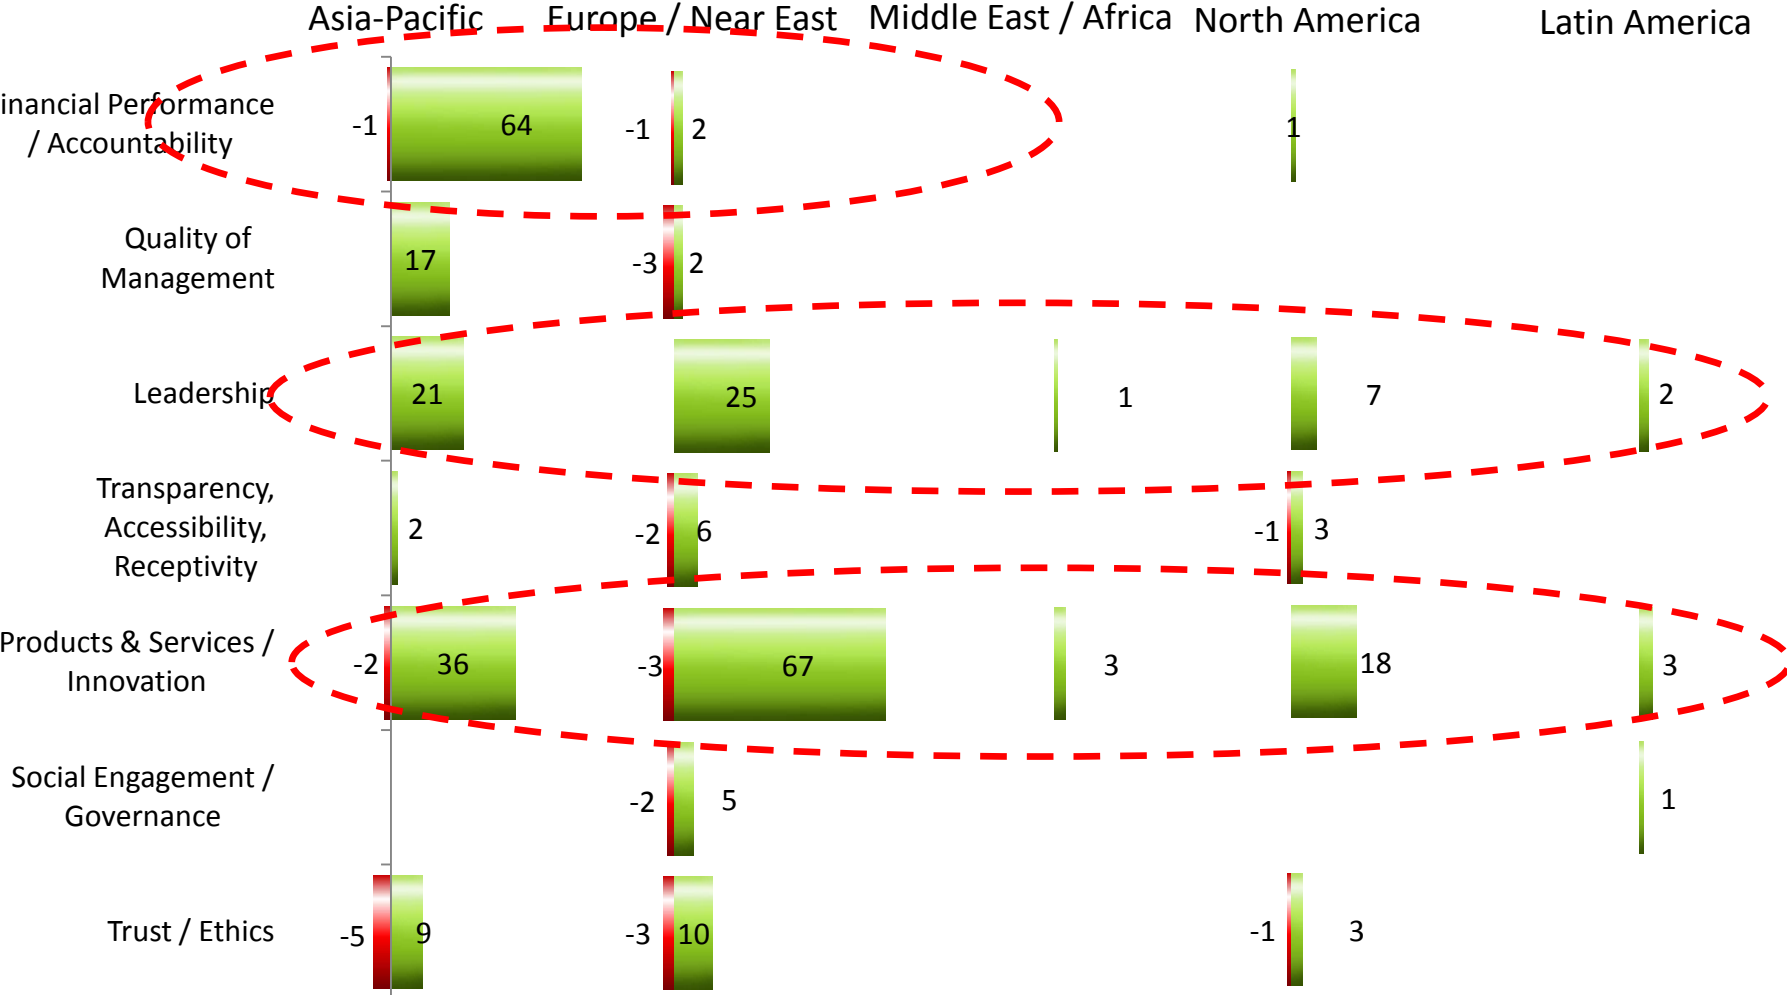 Asia-Pacific Europe / Near East Middle East / Africa North America Latin America
inancial Performance
/ Accountability
-1 64 -1 2 1
Quality of
Management
17 -3 2
Leadership
21 25 1 7 2
Transparency,
Accessibility,
Receptivity
2 -2 6 -1 3
Products & Services /
Innovation
-2 36 -3 67 3 18 3
Social Engagement /
Governance
-2 5 1
Trust / Ethics
-5 9 -3 10 -1 3